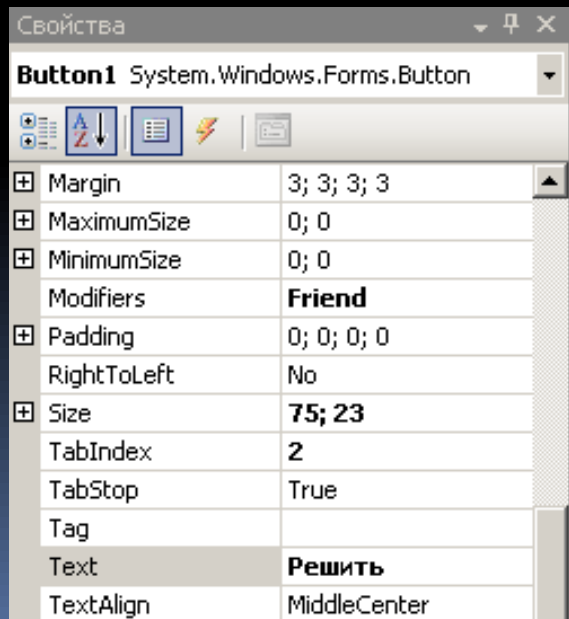 Свойства
Button1 System.Windows.Forms.Button
Margin 3; 3; 3; 3
MaximumSize 0; 0
MinimumSize 0; 0
Modifiers Friend
Padding 0; 0; 0; 0
RightToLeft No
Size 75; 23
TabIndex 2
TabStop True
Tag
Text Решить
TextAlign MiddleCenter